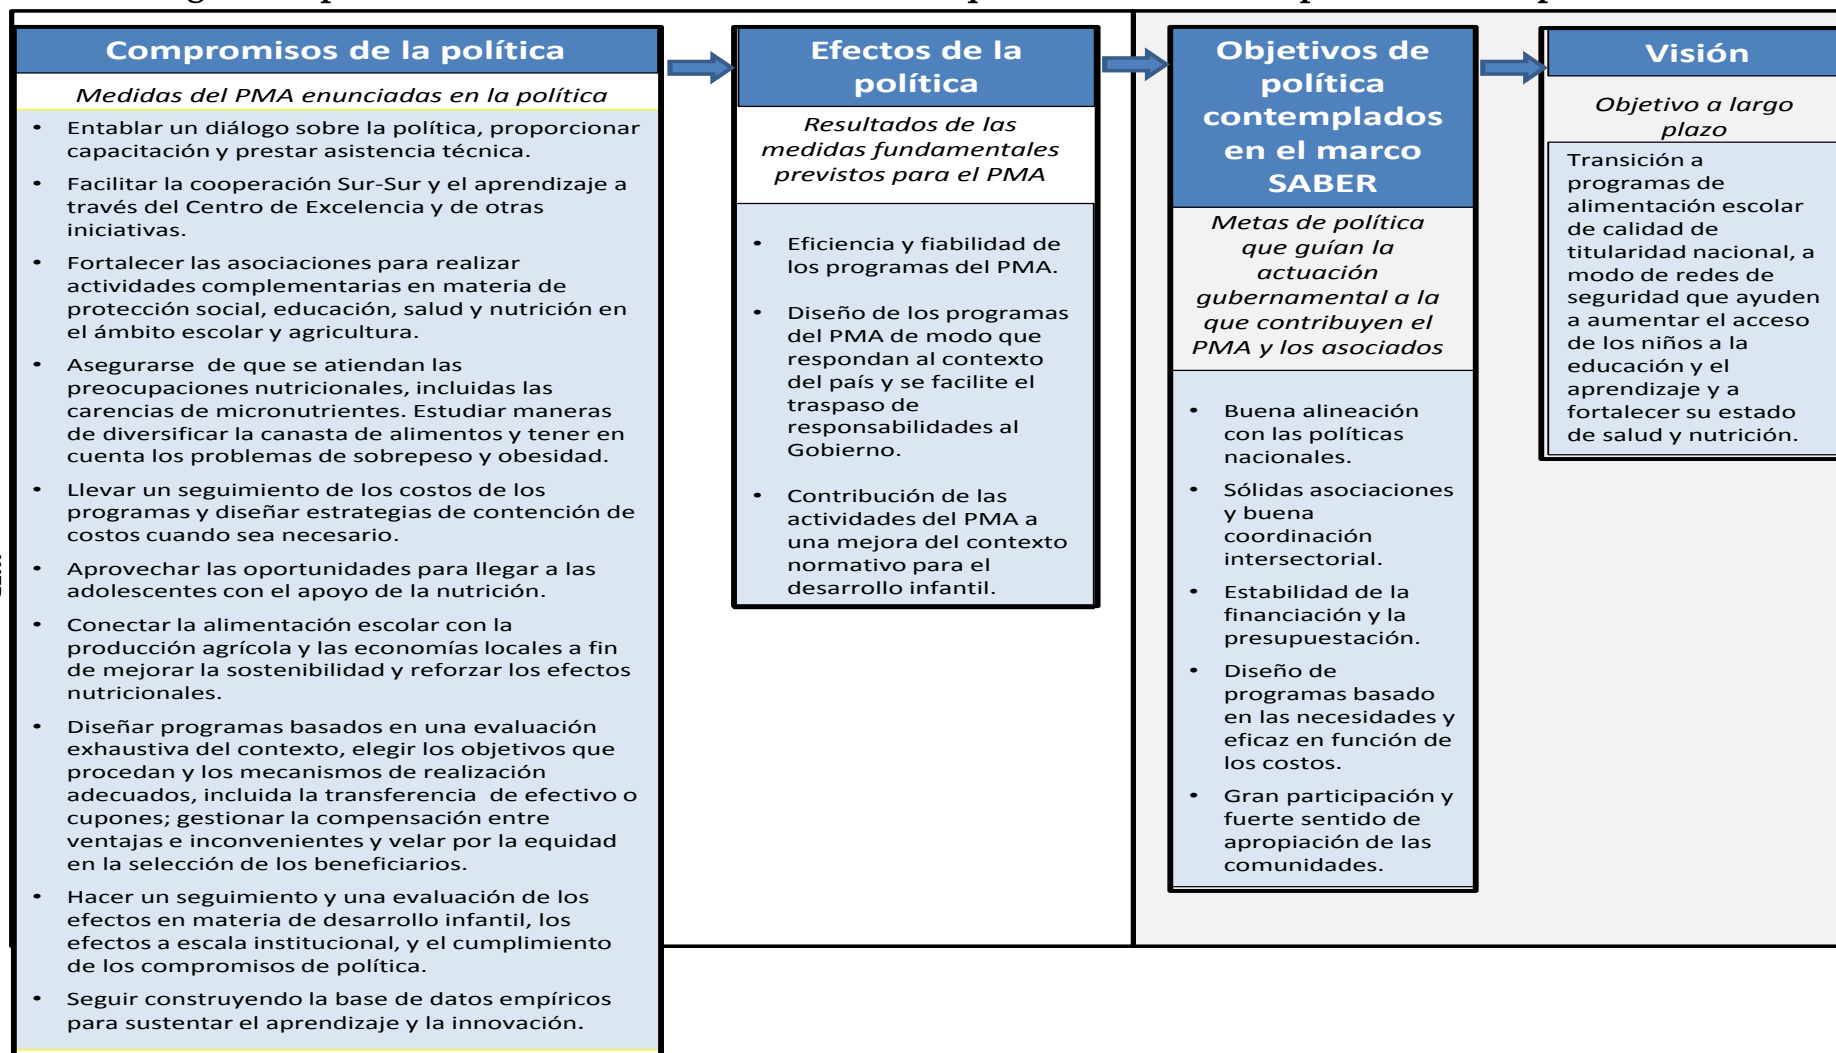 Compromisos de la política
Medidas del PMA enunciadas en la política
• Entablar un diálogo sobre la política, proporcionar
capacitación y prestar asistencia técnica.
• Facilitar la cooperación Sur-Sur y el aprendizaje a
través del Centro de Excelencia y de otras
iniciativas.
• Fortalecer las asociaciones para realizar
actividades complementarias en materia de
protección social, educación, salud y nutrición en
el ámbito escolar y agricultura.
• Asegurarse de que se atiendan las
preocupaciones nutricionales, incluidas las
carencias de micronutrientes. Estudiar maneras
de diversificar la canasta de alimentos y tener en
cuenta los problemas de sobrepeso y obesidad.
• Llevar un seguimiento de los costos de los
programas y diseñar estrategias de contención de
costos cuando sea necesario.
• Aprovechar las oportunidades para llegar a las
adolescentes con el apoyo de la nutrición.
• Conectar la alimentación escolar con la
producción agrícola y las economías locales a fin
de mejorar la sostenibilidad y reforzar los efectos
nutricionales.
• Diseñar programas basados en una evaluación
exhaustiva del contexto, elegir los objetivos que
procedan y los mecanismos de realización
adecuados, incluida la transferencia de efectivo o
cupones; gestionar la compensación entre
ventajas e inconvenientes y velar por la equidad
en la selección de los beneficiarios.
• Hacer un seguimiento y una evaluación de los
efectos en materia de desarrollo infantil, los
efectos a escala institucional, y el cumplimiento
de los compromisos de política.
• Seguir construyendo la base de datos empíricos
para sustentar el aprendizaje y la innovación.
Efectos de la
política
Resultados de las
medidas fundamentales
previstos para el PMA
• Eficiencia y fiabilidad de
los programas del PMA.
• Diseño de los programas
del PMA de modo que
respondan al contexto
del país y se facilite el
traspaso de
responsabilidades al
Gobierno.
• Contribución de las
actividades del PMA a
una mejora del contexto
normativo para el
desarrollo infantil.
Objetivos de
política
contemplados
en el marco
SABER
Metas de política
que guían la
actuación
gubernamental a la
que contribuyen el
PMA y los asociados
• Buena alineación
con las políticas
nacionales.
• Sólidas asociaciones
y buena
coordinación
intersectorial.
• Estabilidad de la
financiación y la
presupuestación.
• Diseño de
programas basado
en las necesidades y
eficaz en función de
los costos.
• Gran participación y
fuerte sentido de
apropiación de las
comunidades.
Visión
Objetivo a largo
plazo
Transición a
programas de
alimentación escolar
de calidad de
titularidad nacional, a
modo de redes de
seguridad que ayuden
a aumentar el acceso
de los niños a la
educación y el
aprendizaje y a
fortalecer su estado
de salud y nutrición.